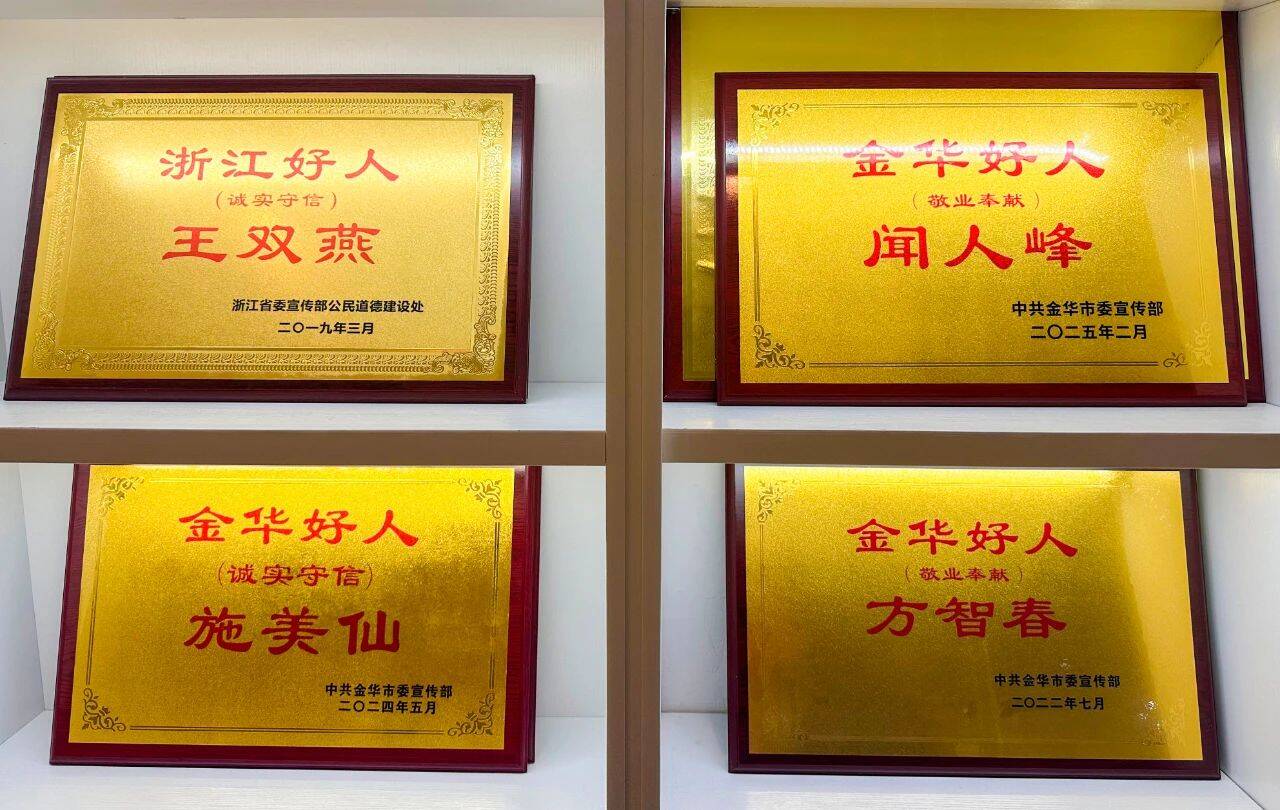 浙江好人
（诚实守信）
王双燕
浙江省委宣传部公民道德建设处
二〇一九年三月
金华好人
（敬业奉献）
闻人峰
中共金华市委宣传部
二〇二五年二月
金华好人
（诚实守信）
施美仙
中共金华市委宣传部
二〇二四年五月
金华好人
（敬业奉献）
方智春
中共金华市委宣传部
二〇二二年七月